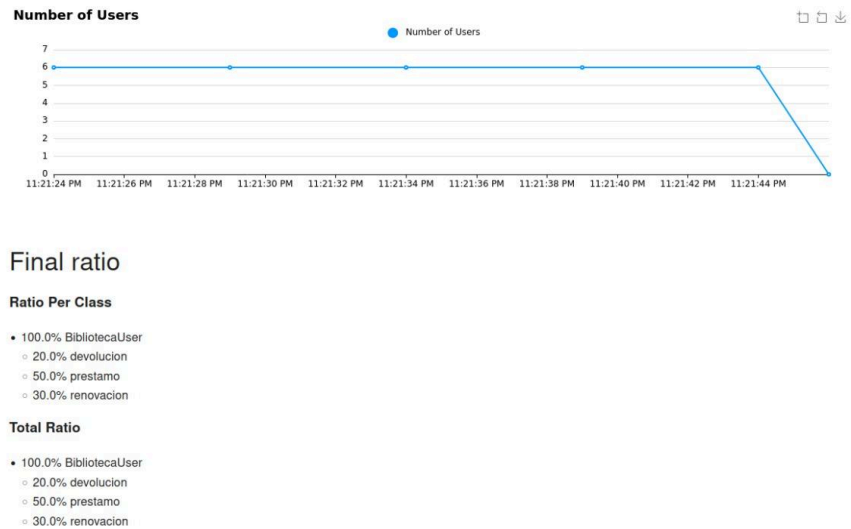 Number of Users
Number of Users
7
6
5
4
3
2
1
0
11:21:24 PM 11:21:26 PM 11:21:28 PM 11:21:30 PM 11:21:32 PM 11:21:34 PM 11:21:36 PM 11:21:38 PM 11:21:40 PM 11:21:42 PM 11:21:44 PM
Final ratio
Ratio Per Class
100.0% BibliotecaUser
20.0% devolucion
50.0% prestamo
30.0% renovacion
Total Ratio
100.0% BibliotecaUser
20.0% devolucion
50.0% prestamo
30.0% renovacion